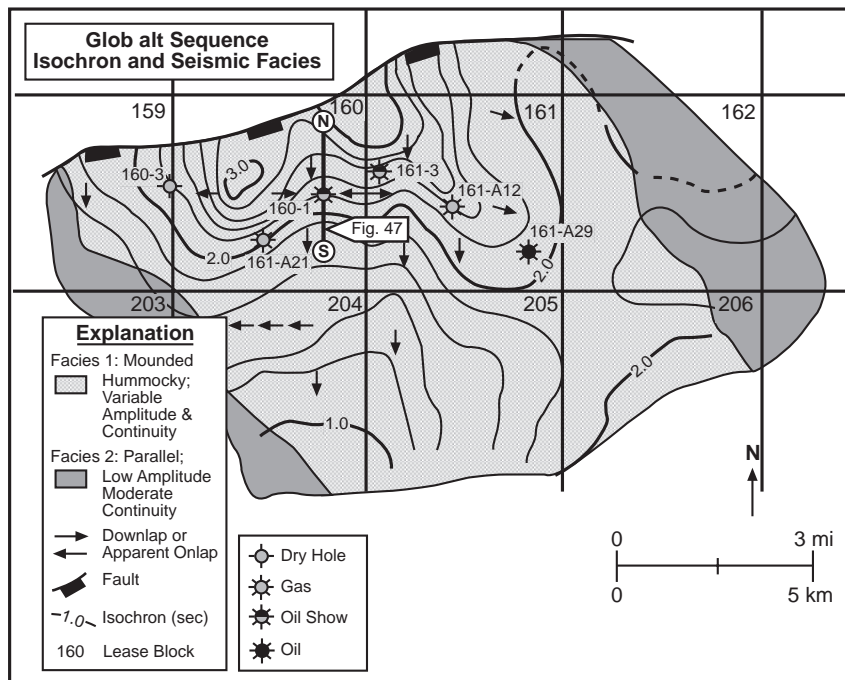 Glob alt Sequence
Isochron and Seismic Facies
159
160
161
162
N
3.0
160-3
161-3
161-A12
160-1
Fig. 47
161-A29
2.0
161-A21
S
2.0
203
204
205
206
2.0
1.0
Explanation
Facies 1: Mounded
Hummocky;
Variable
Amplitude &
Continuity
Facies 2: Parallel;
Low Amplitude
Moderate
Continuity
Downlap or
Apparent Onlap
Fault
1.0 Isochron (sec)
160 Lease Block
Dry Hole
Gas
Oil Show
Oil
N
0 3 mi
0 5 km